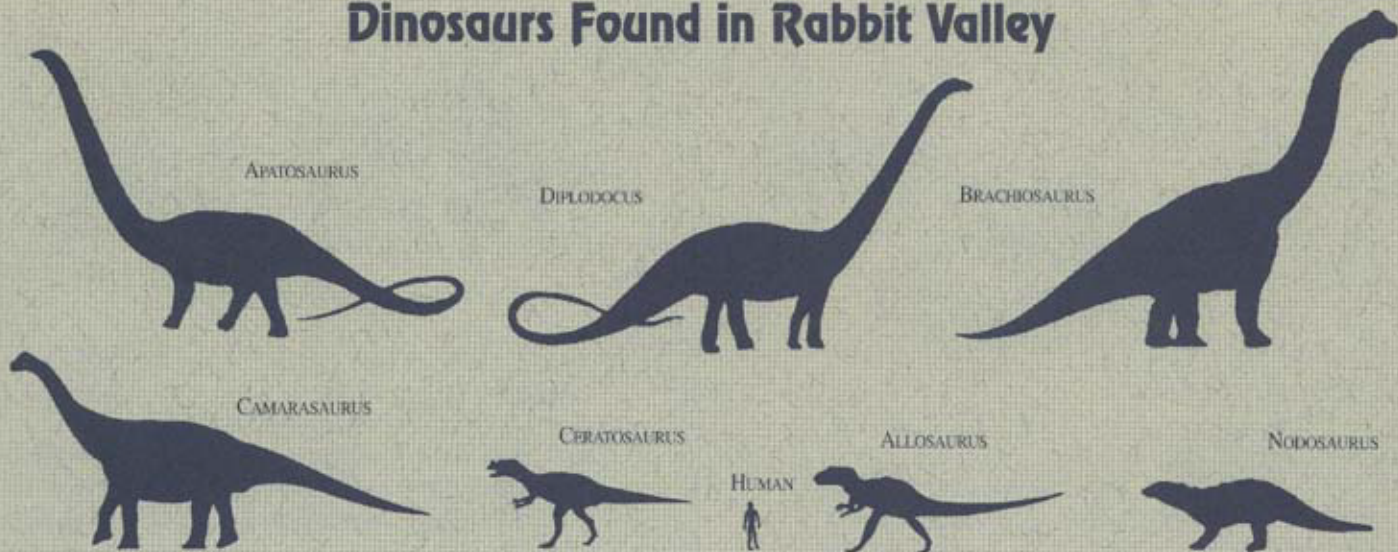 Dinosaurs Found in Rabbit Valley
APATOSAURUS
DIPLODOCUS
BRACHIOSAURUS
CAMARASAURUS
CERATOSAURUS
HUMAN
ALLOSAURUS
NODOSAURUS